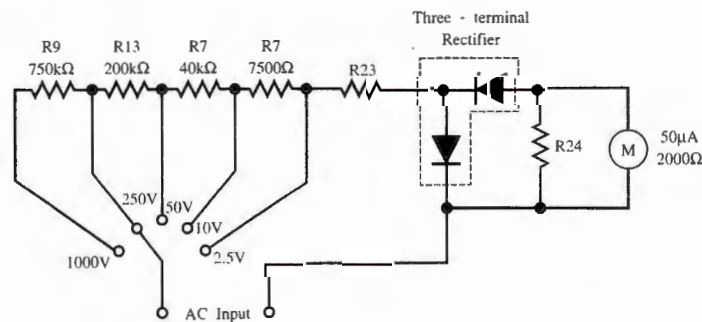 Three - terminal
Rectifier
R9
750kΩ
R13
200kΩ
R7
40kΩ
R7
7500Ω
R23
R24
M
50μA
2000Ω
250V
50V
10V
1000V
2.5V
AC Input